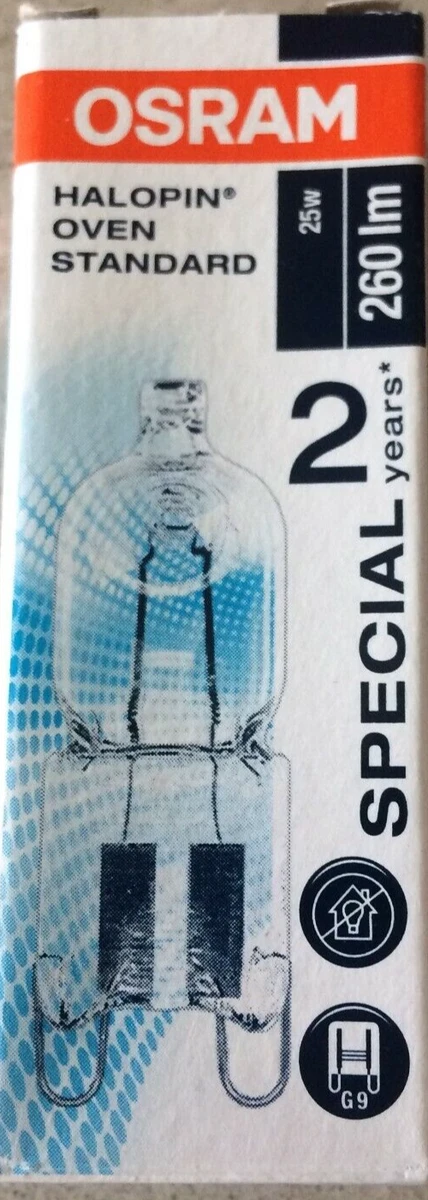 OSRAM
HALOPIN®
OVEN
STANDARD
25W
260 lm
2
years*
SPECIAL
G9